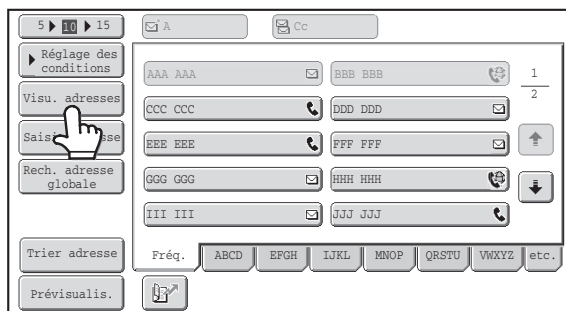 5 10 15
A
Cc
Réglage des
conditions
Visu. adresses
Rech. adresse
globale
Trier adresse
Prévisualis.
AAA AAA
BBB BBB
CCC CCC
DDD DDD
EEE EEE
FFF FFF
GGG GGG
HHH HHH
III III
JJJ JJJ
1
2
Fréq.
ABCD
EFGH
IJKL
MNOP
QRSTU
VWXYZ
etc.